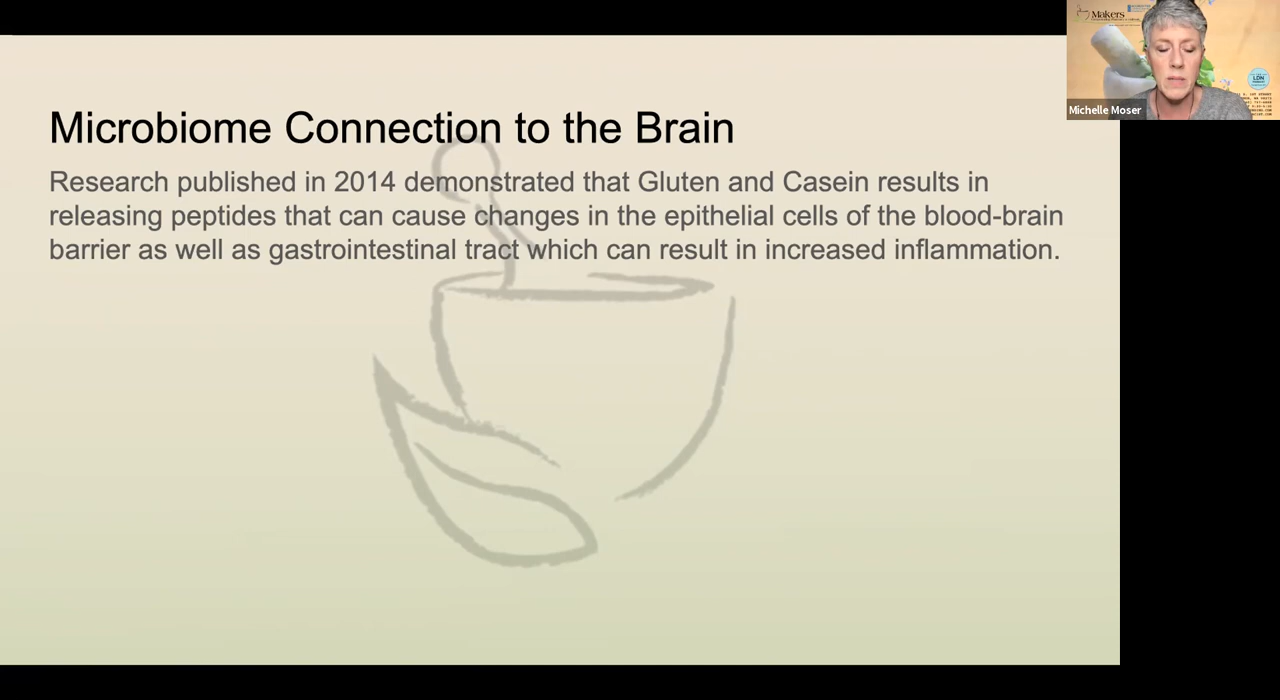 Microbiome Connection to the Brain
Research published in 2014 demonstrated that Gluten and Casein results in
releasing peptides that can cause changes in the epithelial cells of the blood-brain
barrier as well as gastrointestinal tract which can result in increased inflammation.
Makers
LDN
Michelle Moser